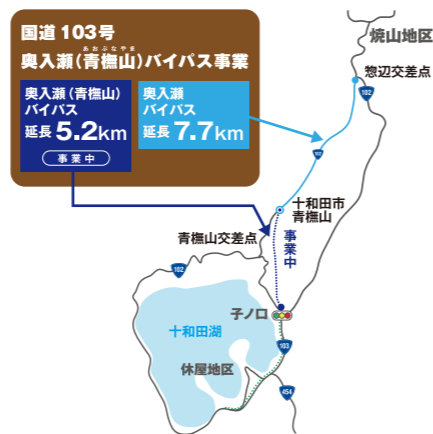 国道103号
あおぶなやま
奥入瀬(青橅山)バイパス事業
奥入瀬(青橅山)
バイパス
延長5.2km
事業中
奥入瀬
バイパス
延長7.7km
焼山地区
惣辺交差点
102
十和田市
青橅山
青橅山交差点
事業中
102
子ノ口
十和田湖
103
休屋地区
454